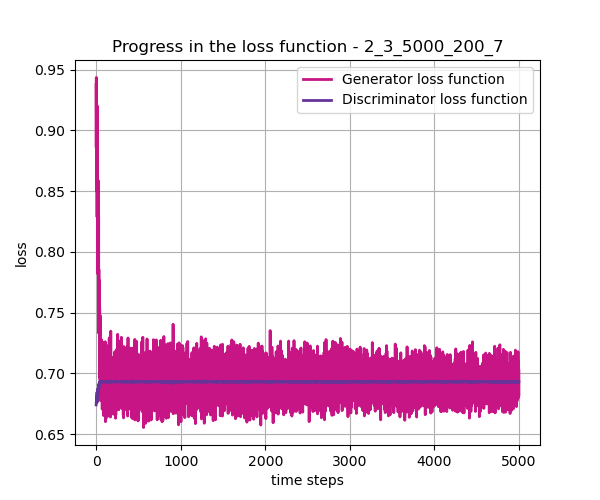 Progress in the loss function - 2_3_5000_200_7
Generator loss function
Discriminator loss function
0.95
0.90
0.85
0.80
0.75
0.70
0.65
loss
0 1000 2000 3000 4000 5000
time steps